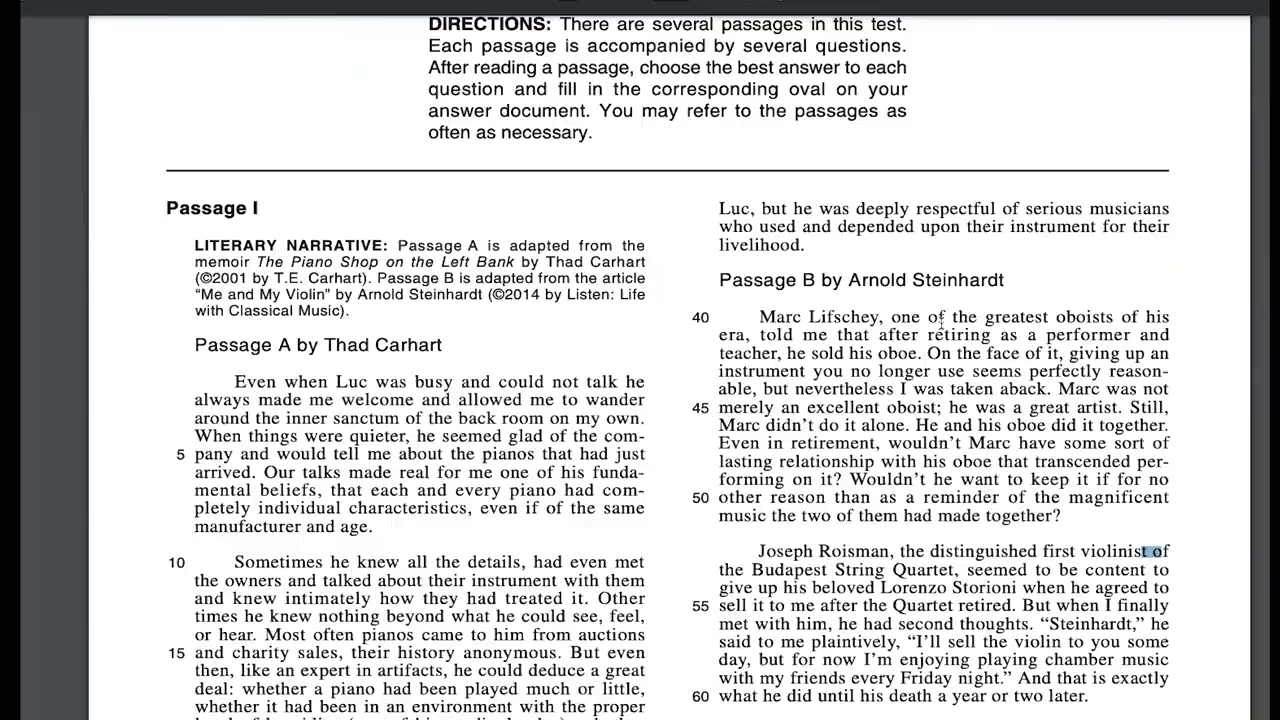 DIRECTIONS: There are several passages in this test.
Each passage is accompanied by several questions.
After reading a passage, choose the best answer to each
question and fill in the corresponding oval on your
answer document. You may refer to the passages as
often as necessary.
Passage I
LITERARY NARRATIVE: Passage A is adapted from the
memoir The Piano Shop on the Left Bank by Thad Carhart
(©2001 by T.E. Carhart). Passage B is adapted from the article
“Me and My Violin” by Arnold Steinhardt (©2014 by Listen: Life
with Classical Music).
Passage A by Thad Carhart
Even when Luc was busy and could not talk he
always made me welcome and allowed me to wander
around the inner sanctum of the back room on my own.
When things were quieter, he seemed glad of the com-
5 pany and would tell me about the pianos that had just
arrived. Our talks made real for me one of his funda-
mental beliefs, that each and every piano had com-
pletely individual characteristics, even if of the same
manufacturer and age.
10 Sometimes he knew all the details, had even met
the owners and talked about their instrument with them
and knew intimately how they had treated it. Other
times he knew nothing beyond what he could see, feel,
or hear. Most often pianos came to him from auctions
15 and charity sales, their history anonymous. But even
then, like an expert in artifacts, he could deduce a great
deal: whether a piano had been played much or little,
whether it had been in an environment with the proper
Luc, but he was deeply respectful of serious musicians
who used and depended upon their instrument for their
livelihood.
Passage B by Arnold Steinhardt
40 Marc Lifschey, one of the greatest oboists of his
era, told me that after retiring as a performer and
teacher, he sold his oboe. On the face of it, giving up an
instrument you no longer use seems perfectly reason-
able, but nevertheless I was taken aback. Marc was not
45 merely an excellent oboist; he was a great artist. Still,
Marc didn’t do it alone. He and his oboe did it together.
Even in retirement, wouldn’t Marc have some sort of
lasting relationship with his oboe that transcended per-
forming on it? Wouldn’t he want to keep it if for no
50 other reason than as a reminder of the magnificent
music the two of them had made together?
Joseph Roisman, the distinguished first violinist of
the Budapest String Quartet, seemed to be content to
give up his beloved Lorenzo Storioni when he agreed to
55 sell it to me after the Quartet retired. But when I finally
met with him, he had second thoughts. “Steinhardt,” he
said to me plaintively, “I’ll sell the violin to you some
day, but for now I’m enjoying playing chamber music
with my friends every Friday night.” And that is exactly
60 what he did until his death a year or two later.